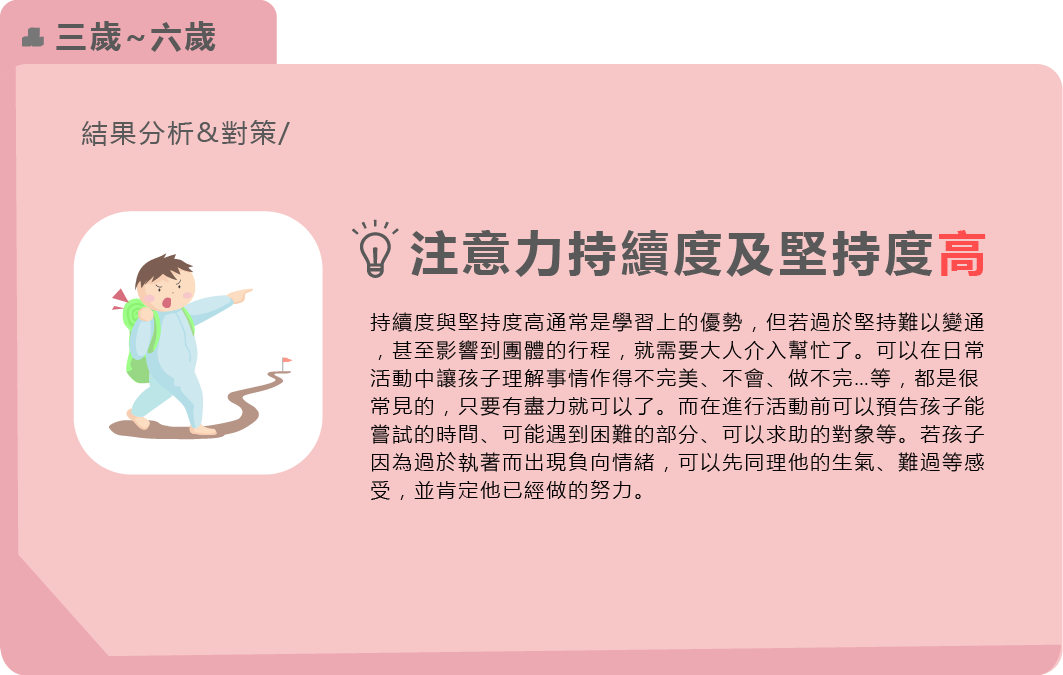 三歲~六歲
結果分析&對策/
注意力持續度及堅持度高
持續度與堅持度高通常是學習上的優勢，但若過於堅持難以變通
，甚至影響到團體的行程，就需要大人介入幫忙了。可以在日常
活動中讓孩子理解事情作得不完美、不會、做不完...等，都是很
常見的，只要有盡力就可以了。而在進行活動前可以預告孩子能
嘗試的時間、可能遇到困難的部分、可以求助的對象等。若孩子
因為過於執著而出現負向情緒，可以先同理他的生氣、難過等感
受，並肯定他已經做的努力。